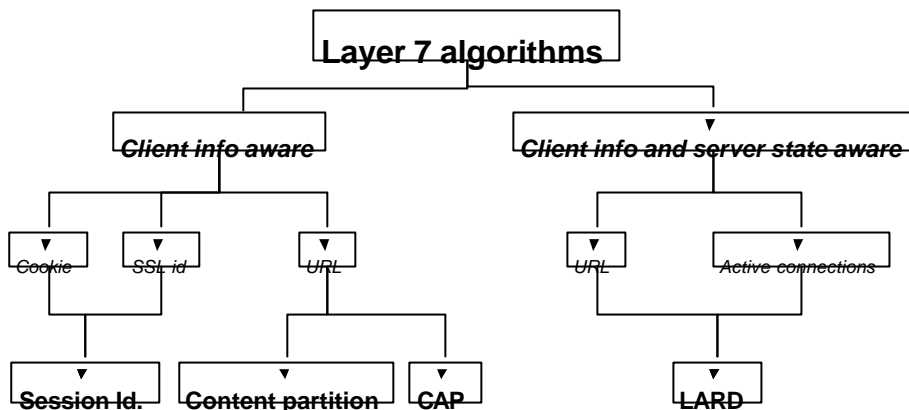 Layer 7 algorithms
Client info aware
Client info and server state aware
Cookie
SSL id
URL
URL
Active connections
Session Id.
Content partition
CAP
LARD